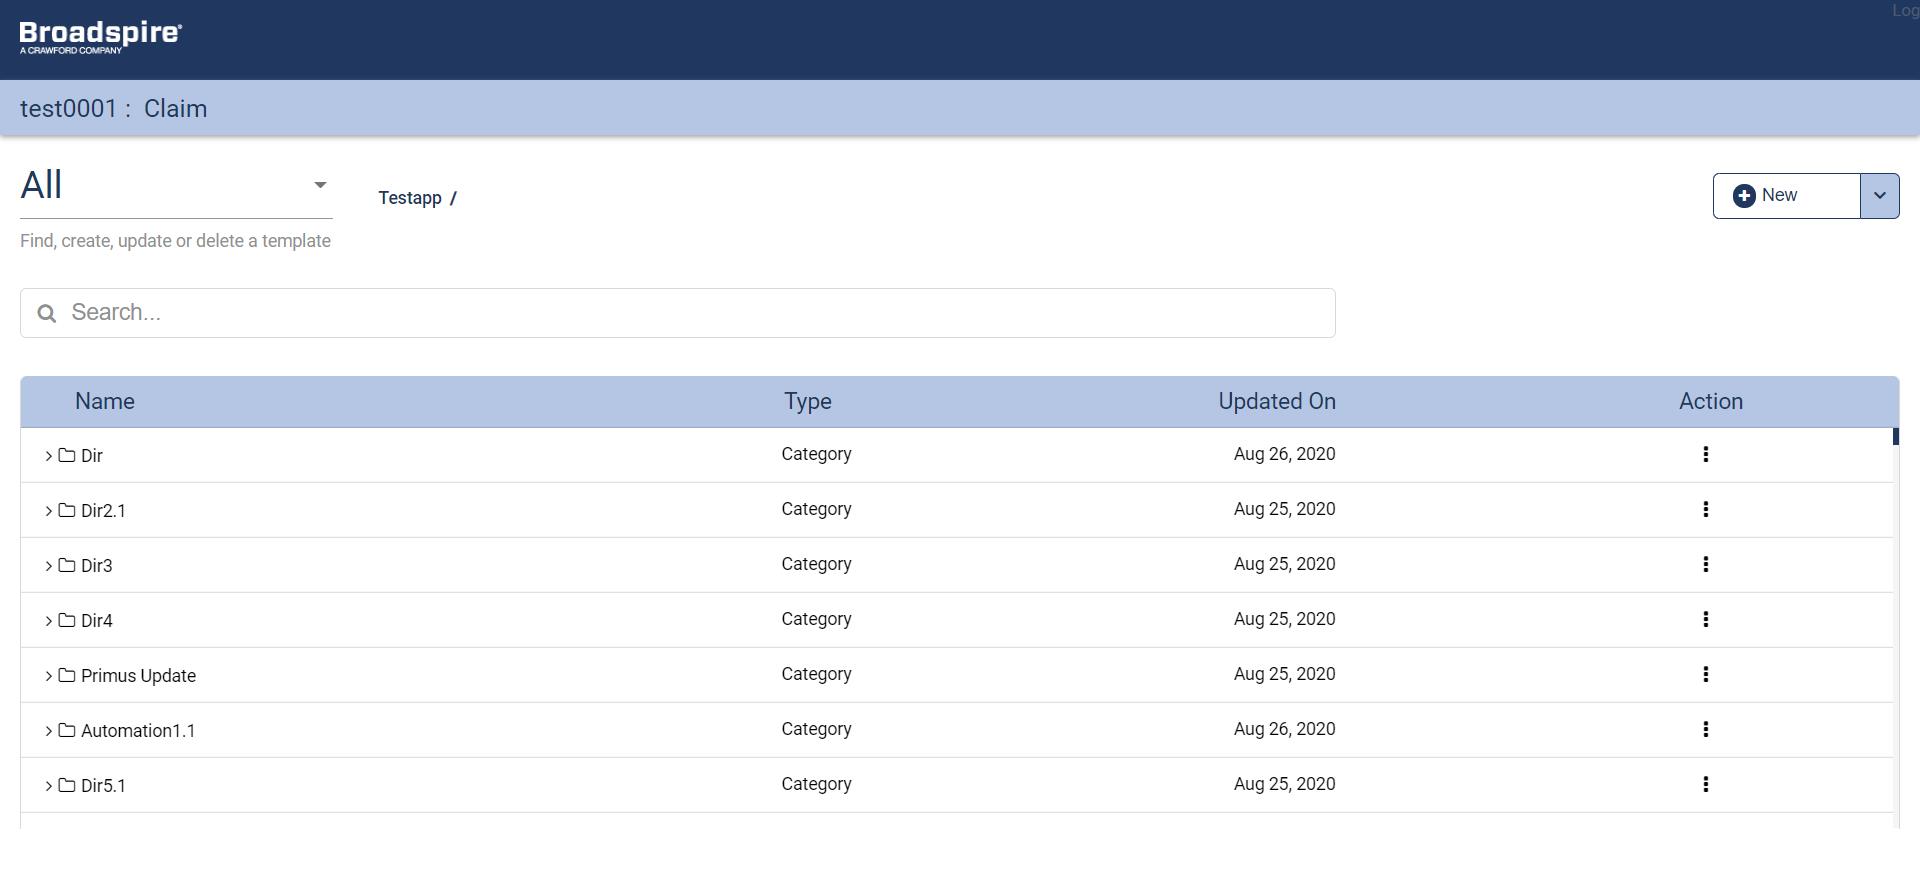 Log
Broadspire®
A CRAWFORD COMPANY
test0001 : Claim
All
Testapp /
New
Find, create, update or delete a template
Search...
Name Type Updated On Action
Dir Category Aug 26, 2020
Dir2.1 Category Aug 25, 2020
Dir3 Category Aug 25, 2020
Dir4 Category Aug 25, 2020
Primus Update Category Aug 25, 2020
Automation1.1 Category Aug 26, 2020
Dir5.1 Category Aug 25, 2020